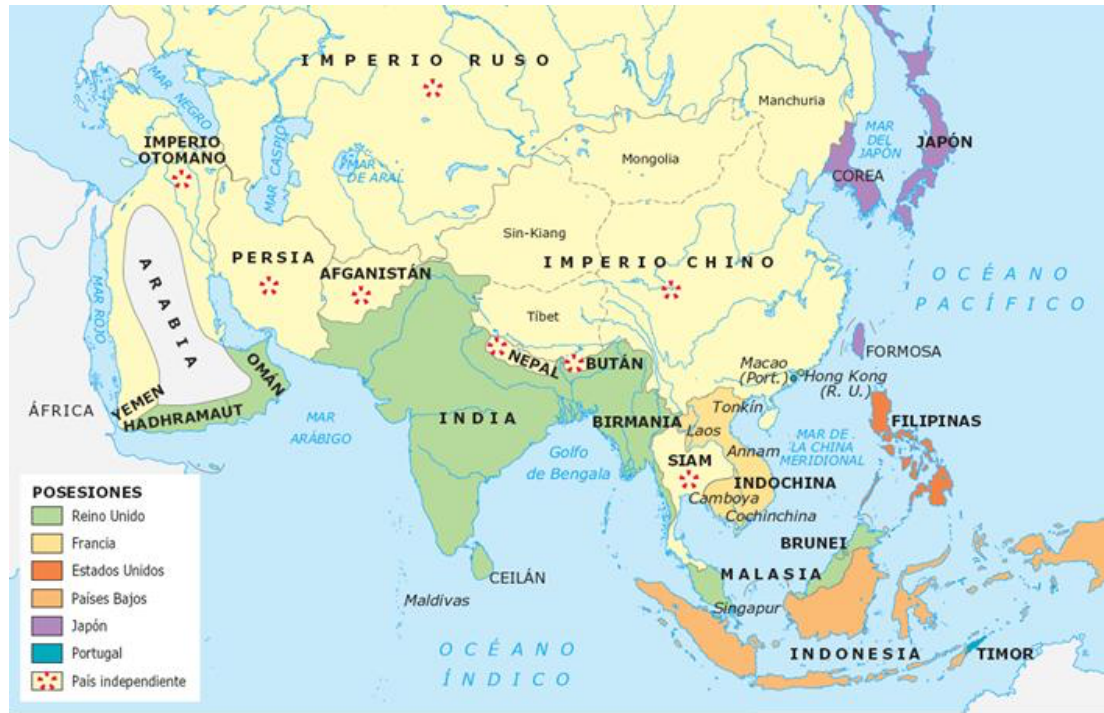 IMPERIO RUSO
MAR NEGRO
MAR CASPIO
MAR
DE ARAL
Manchuria
Mongolia
MAR
DEL
JAPÓN
JAPÓN
COREA
IMPERIO
OTOMANO
Sin-Kiang
PERSIA
AFGANISTÁN
IMPERIO CHINO
Tíbet
OCÉANO
PACÍFICO
MAR ROJO
ARABIA
OMÁN
YEMEN
HADHRAMAUT
ÁFRICA
MAR
ARÁBIGO
NEPAL
BUTÁN
INDIA
BIRMANIA
Golfo
de Bengala
Macao
(Port.)
Hong Kong
(R. U.)
FORMOSA
Tonkín
Laos
Annam
MAR DE
LA CHINA
MERIDIONAL
FILIPINAS
SIAM
INDOCHINA
Camboya
Cochinchina
BRUNEI
MALASIA
Singapur
CEILÁN
Maldivas
OCÉANO
ÍNDICO
INDONESIA
TIMOR
POSESIONES
Reino Unido
Francia
Estados Unidos
Países Bajos
Japón
Portugal
País independiente